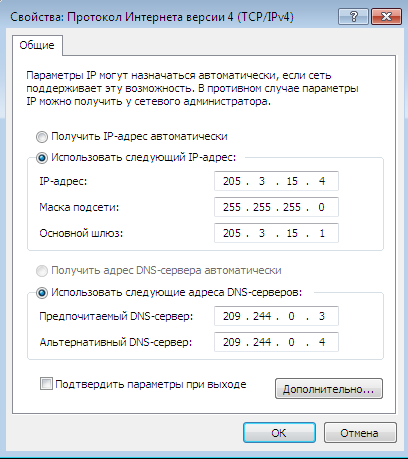 Свойства: Протокол Интернета версии 4 (TCP/IPv4)
Общие
Параметры IP могут назначаться автоматически, если сеть
поддерживает эту возможность. В противном случае параметры
IP можно получить у сетевого администратора.
Получить IP-адрес автоматически
Использовать следующий IP-адрес:
IP-адрес: 205 . 3 . 15 . 4
Маска подсети: 255 . 255 . 255 . 0
Основной шлюз: 205 . 3 . 15 . 1
Получить адрес DNS-сервера автоматически
Использовать следующие адреса DNS-серверов:
Предпочитаемый DNS-сервер: 209 . 244 . 0 . 3
Альтернативный DNS-сервер: 209 . 244 . 0 . 4
Подтвердить параметры при выходе
Дополнительно...
ОК Отмена